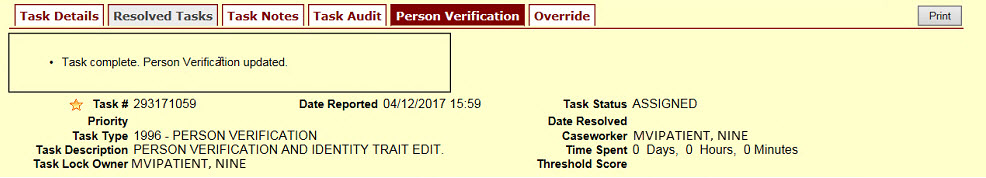 Task Details Resolved Tasks Task Notes Task Audit Person Verification Override Print
• Task complete. Person Verification updated.
Task # 293171059 Date Reported 04/12/2017 15:59 Task Status ASSIGNED
Priority Date Resolved
Task Type 1996 - PERSON VERIFICATION Caseworker MVIPATIENT, NINE
Task Description PERSON VERIFICATION AND IDENTITY TRAIT EDIT. Time Spent 0 Days, 0 Hours, 0 Minutes
Task Lock Owner MVIPATIENT, NINE Threshold Score